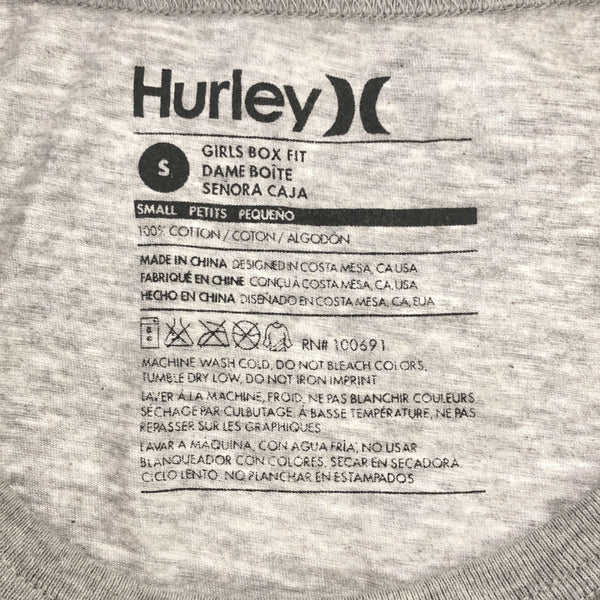 Hurley
S
GIRLS BOX FIT
DAME BOÎTE
SEÑORA CAJA
SMALL PETITS PEQUENO
100% COTTON / COTON / ALGODÓN
MADE IN CHINA DESIGNED IN COSTA MESA, CA USA
FABRIQUÉ EN CHINE CONÇU À COSTA MESA, CA USA
HECHO EN CHINA DISEÑADO EN COSTA MESA, CA, EUA
RN# 100691
MACHINE WASH COLD, DO NOT BLEACH COLORS,
TUMBLE DRY LOW, DO NOT IRON IMPRINT
LAVER À LA MACHINE, FROID, NE PAS BLANCHIR COULEURS
SÉCHAGE PAR CULBUTAGE, À BASSE TEMPÉRATURE, NE PAS
REPASSER SUR LES GRAPHIQUES
LAVAR A MAQUINA, CON AGUA FRÍA, NO USAR
BLANQUEADOR CON COLORES, SECAR EN SECADORA,
CICLO LENTO, NO PLANCHAR EN ESTAMPADOS